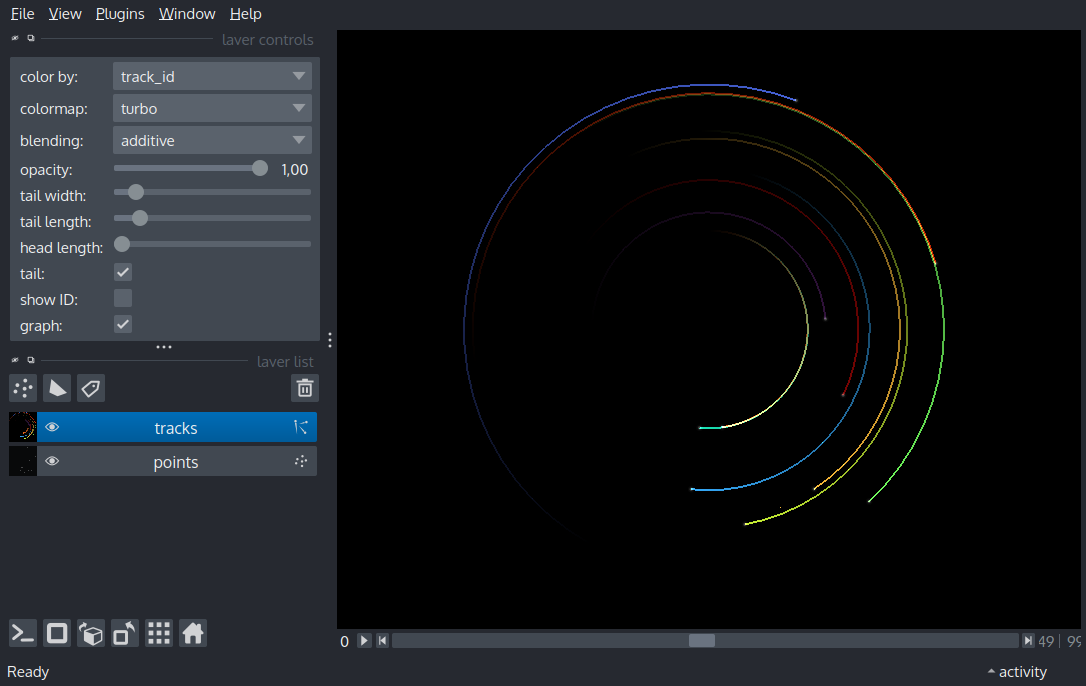 File View Plugins Window Help
layer controls
color by: track_id
colormap: turbo
blending: additive
opacity: 1,00
tail width:
tail length:
head length:
tail:
show ID:
graph:
layer list
tracks
points
0 49 99
Ready activity